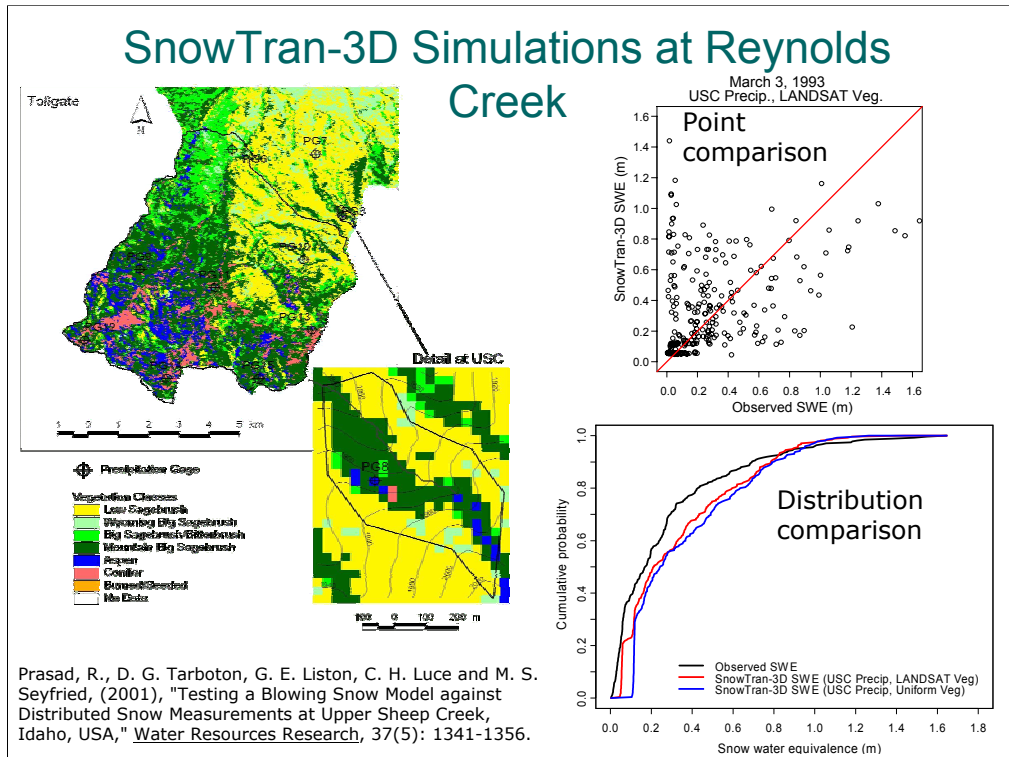 SnowTran-3D Simulations at Reynolds
Creek
Tollgate
N
PG6
PG7
PG3
km
Detail at USC
PG8
100 0 100 200 m
Precipitation Gage
Vegetation Classes
Low Sagebrush
Wyoming Big Sagebrush
Big Sagebrush/Bitterbrush
Mountain Big Sagebrush
Aspen
Conifer
Burned/Seeded
No Data
March 3, 1993
USC Precip., LANDSAT Veg.
Point
comparison
SnowTran-3D SWE (m)
1.6
1.4
1.2
1.0
0.8
0.6
0.4
0.2
0.0
0.0 0.2 0.4 0.6 0.8 1.0 1.2 1.4 1.6
Observed SWE (m)
Distribution
comparison
Cumulative probability
1.0
0.8
0.6
0.4
0.2
0.0
Observed SWE
SnowTran-3D SWE (USC Precip, LANDSAT Veg)
SnowTran-3D SWE (USC Precip, Uniform Veg)
0.0 0.2 0.4 0.6 0.8 1.0 1.2 1.4 1.6 1.8
Snow water equivalence (m)
Prasad, R., D. G. Tarboton, G. E. Liston, C. H. Luce and M. S.
Seyfried, (2001), "Testing a Blowing Snow Model against
Distributed Snow Measurements at Upper Sheep Creek,
Idaho, USA," Water Resources Research, 37(5): 1341-1356.